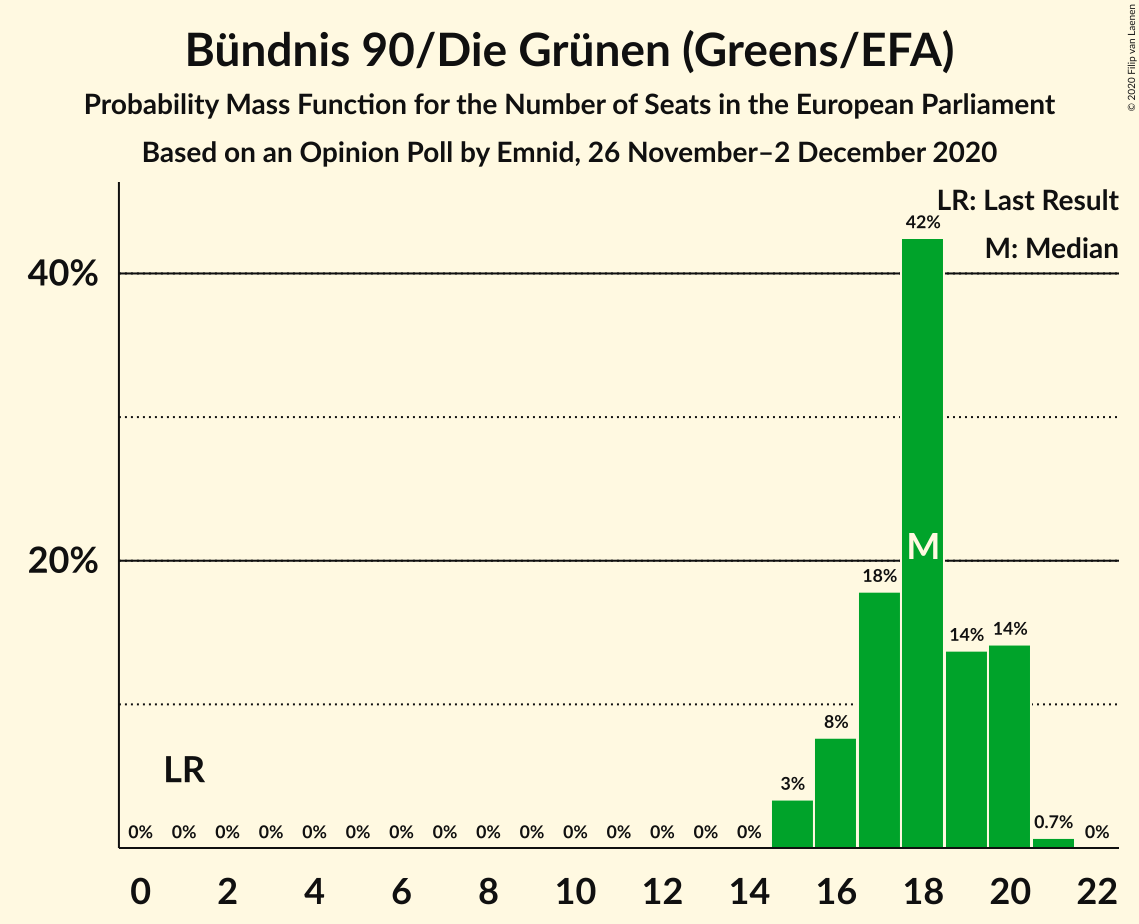 Bündnis 90/Die Grünen (Greens/EFA)
Probability Mass Function for the Number of Seats in the European Parliament
Based on an Opinion Poll by Emnid, 26 November–2 December 2020
© 2020 Filip van Laenen
LR: Last Result
M: Median
42%
40%
M
20%
18%
14% 14%
8%
LR
3%
0.7%
0% 0% 0% 0% 0% 0% 0% 0% 0% 0% 0% 0% 0% 0% 0% 0%
0 2 4 6 8 10 12 14 16 18 20 22